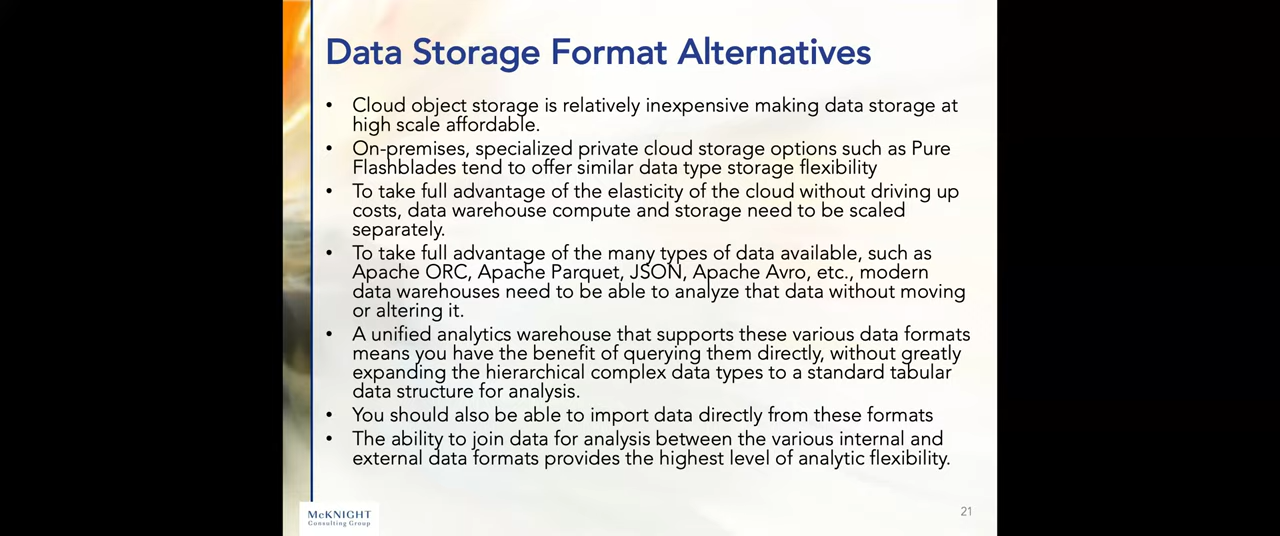 Data Storage Format Alternatives
• Cloud object storage is relatively inexpensive making data storage at
high scale affordable.
• On-premises, specialized private cloud storage options such as Pure
Flashblades tend to offer similar data type storage flexibility
• To take full advantage of the elasticity of the cloud without driving up
costs, data warehouse compute and storage need to be scaled
separately.
• To take full advantage of the many types of data available, such as
Apache ORC, Apache Parquet, JSON, Apache Avro, etc., modern
data warehouses need to be able to analyze that data without moving
or altering it.
• A unified analytics warehouse that supports these various data formats
means you have the benefit of querying them directly, without greatly
expanding the hierarchical complex data types to a standard tabular
data structure for analysis.
• You should also be able to import data directly from these formats
• The ability to join data for analysis between the various internal and
external data formats provides the highest level of analytic flexibility.
McKNIGHT
Consulting Group
21